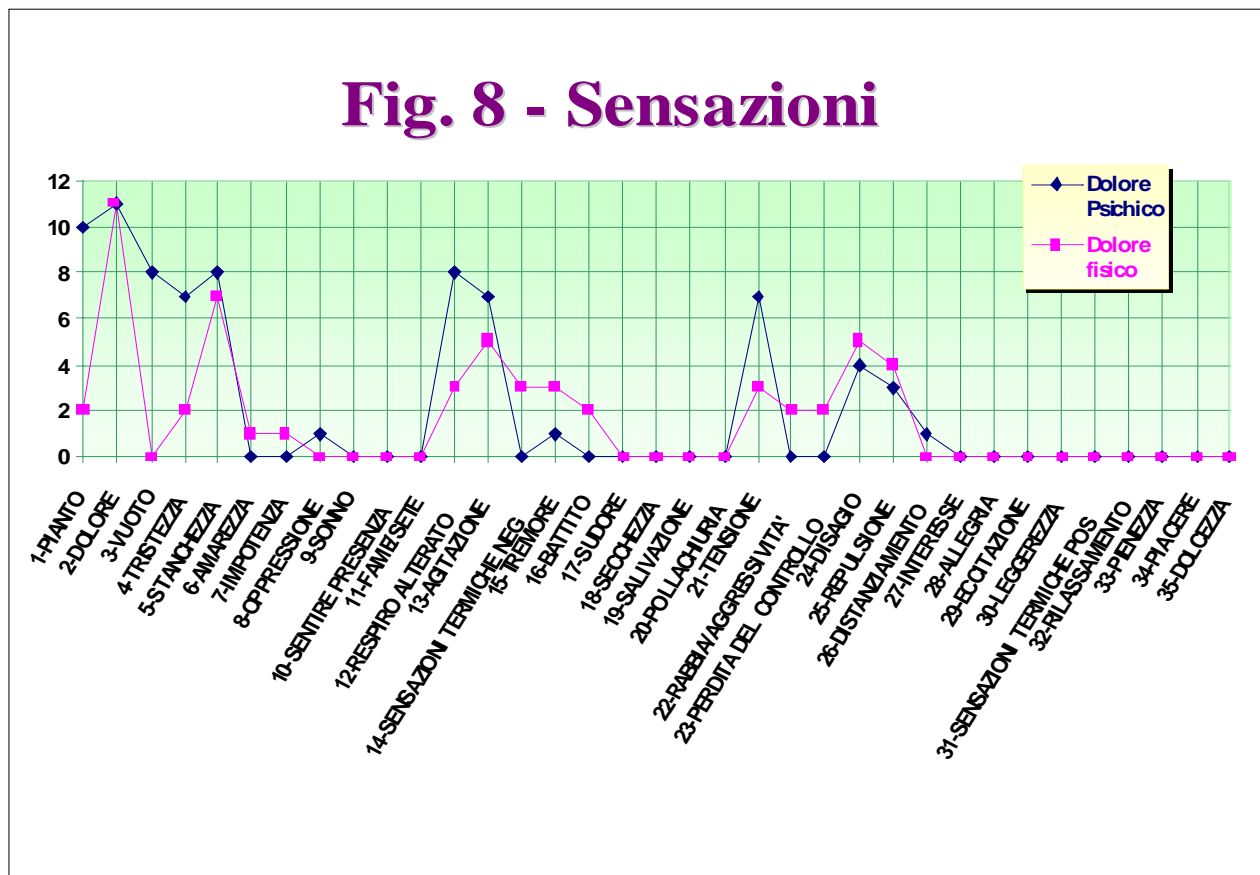 Fig. 8 - Sensazioni
Dolore
Psichico
Dolore
fisico
12
10
8
6
4
2
0
1-PIANTO
2-DOLORE
3-VUOTO
4-TRISTEZZA
5-STANCHEZZA
6-AMAREZZA
7-IMPOTENZA
8-OPPRESSIONE
9-SONNO
10-SENTIRE PRESENZA
11-FAME/SETE
12-RESPIRO ALTERATO
13-AGITAZIONE
14-SENSAZIONI TERMICHE NEG.
15-TREMORE
16-BATTITO
17-SUDORE
18-SECCHEZZA
19-SALIVAZIONE
20-POLLACHIURIA
21-TENSIONE
22-RABBIA/AGGRESSIVITA'
23-PERDITA DEL CONTROLLO
24-DISAGIO
25-REPULSIONE
26-DISTANZIAMENTO
27-INTERESSE
28-ALLEGRIA
29-ECCITAZIONE
30-LEGGEREZZA
31-SENSAZIONI TERMICHE POS
32-RILASSAMENTO
33-PIENEZZA
34-PIACERE
35-DOLCEZZA